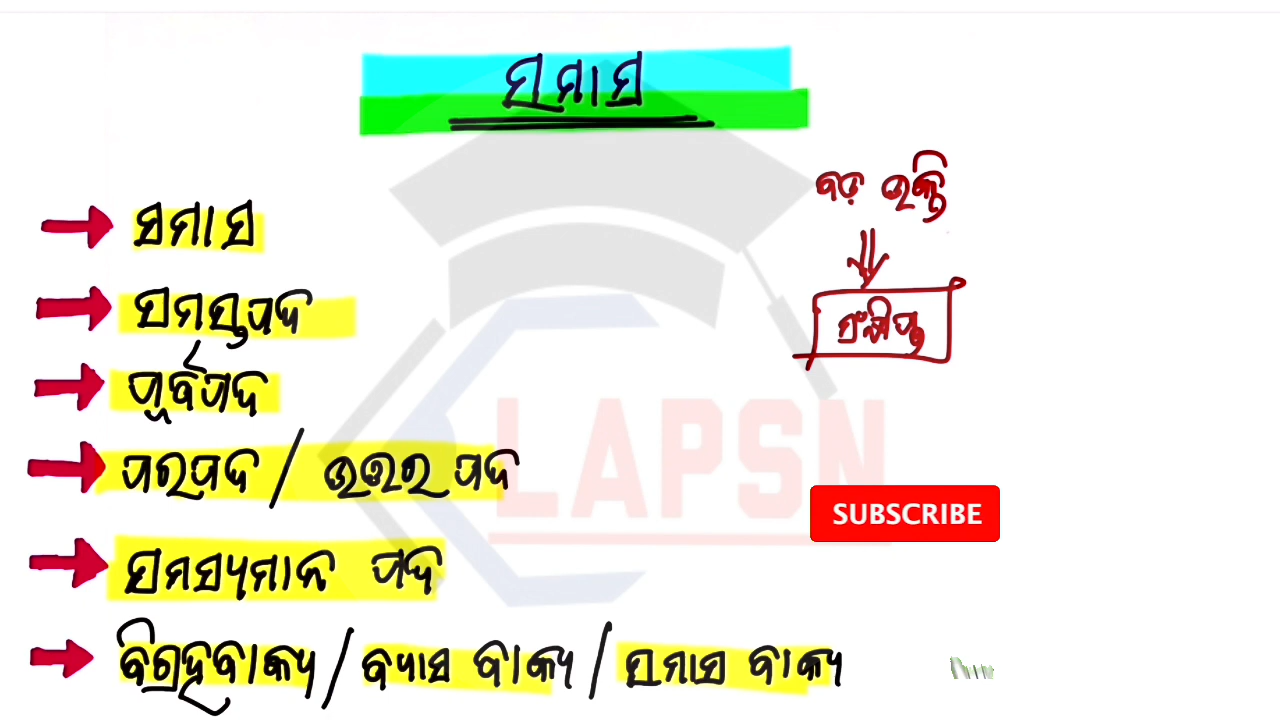 ସମାସ
ବଡ଼ ଉକ୍ତି
ସମାସ
ସମସ୍ତପଦ
ସଂକ୍ଷିପ୍ତ
ପୂର୍ବପଦ
ପରପଦ / ଉତ୍ତର ପଦ
LAPSN
SUBSCRIBE
ସମସ୍ୟମାନ ପଦ
ବିଗ୍ରହବାକ୍ୟ / ବ୍ୟାସ ବାକ୍ୟ / ସମାସ ବାକ୍ୟ